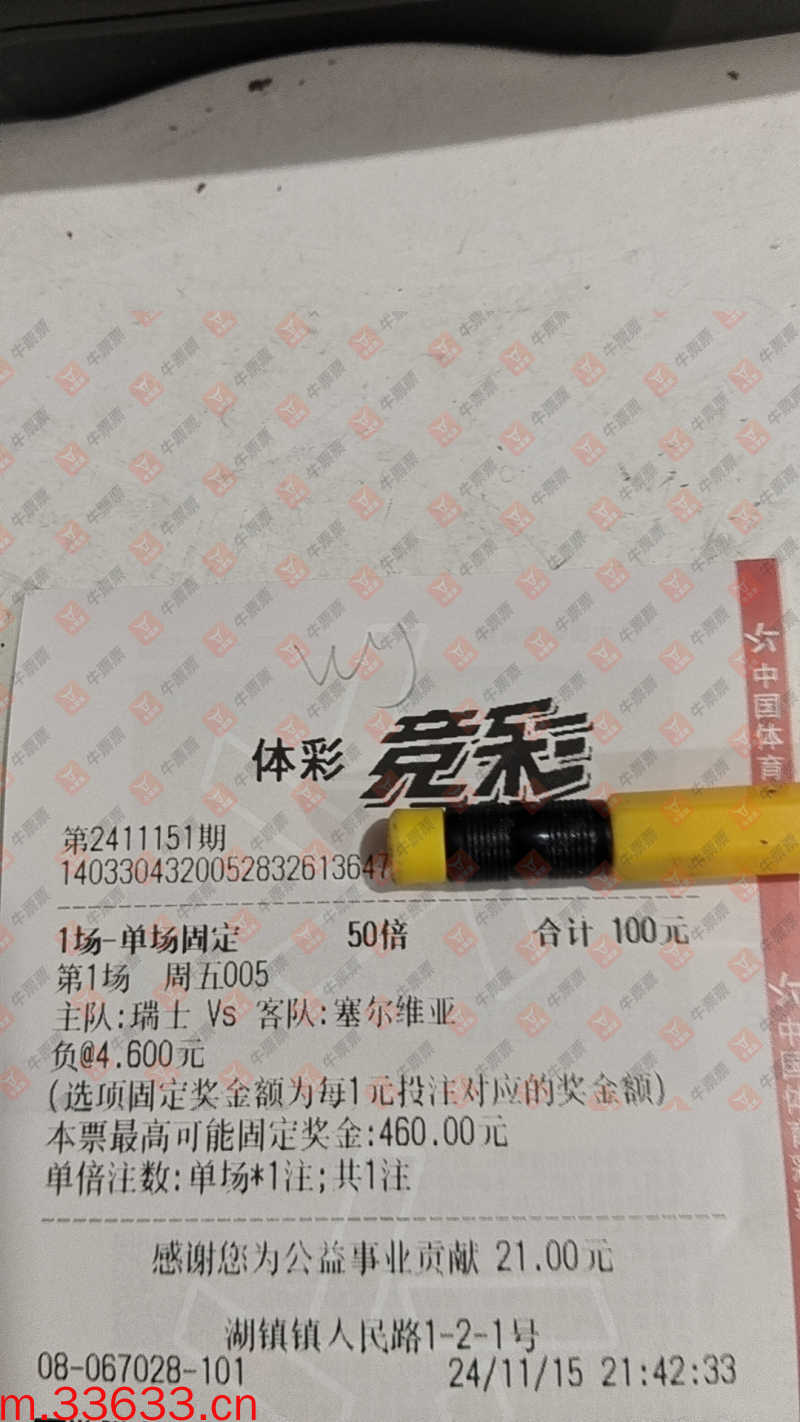 体彩 竞彩
第2411151期
140330432005283261364
1场-单场固定 50倍 合计 100元
第1场 周五005
主队:瑞士 Vs 客队:塞尔维亚
负@4.600元
(选项固定奖金额为每1元投注对应的奖金额)
本票最高可能固定奖金:460.00元
单倍注数:单场*1注;共1注
感谢您为公益事业贡献 21.00元
湖镇镇人民路1-2-1号
08-067028-101 24/11/15 21:42:33
中国体育
m.33633.cn